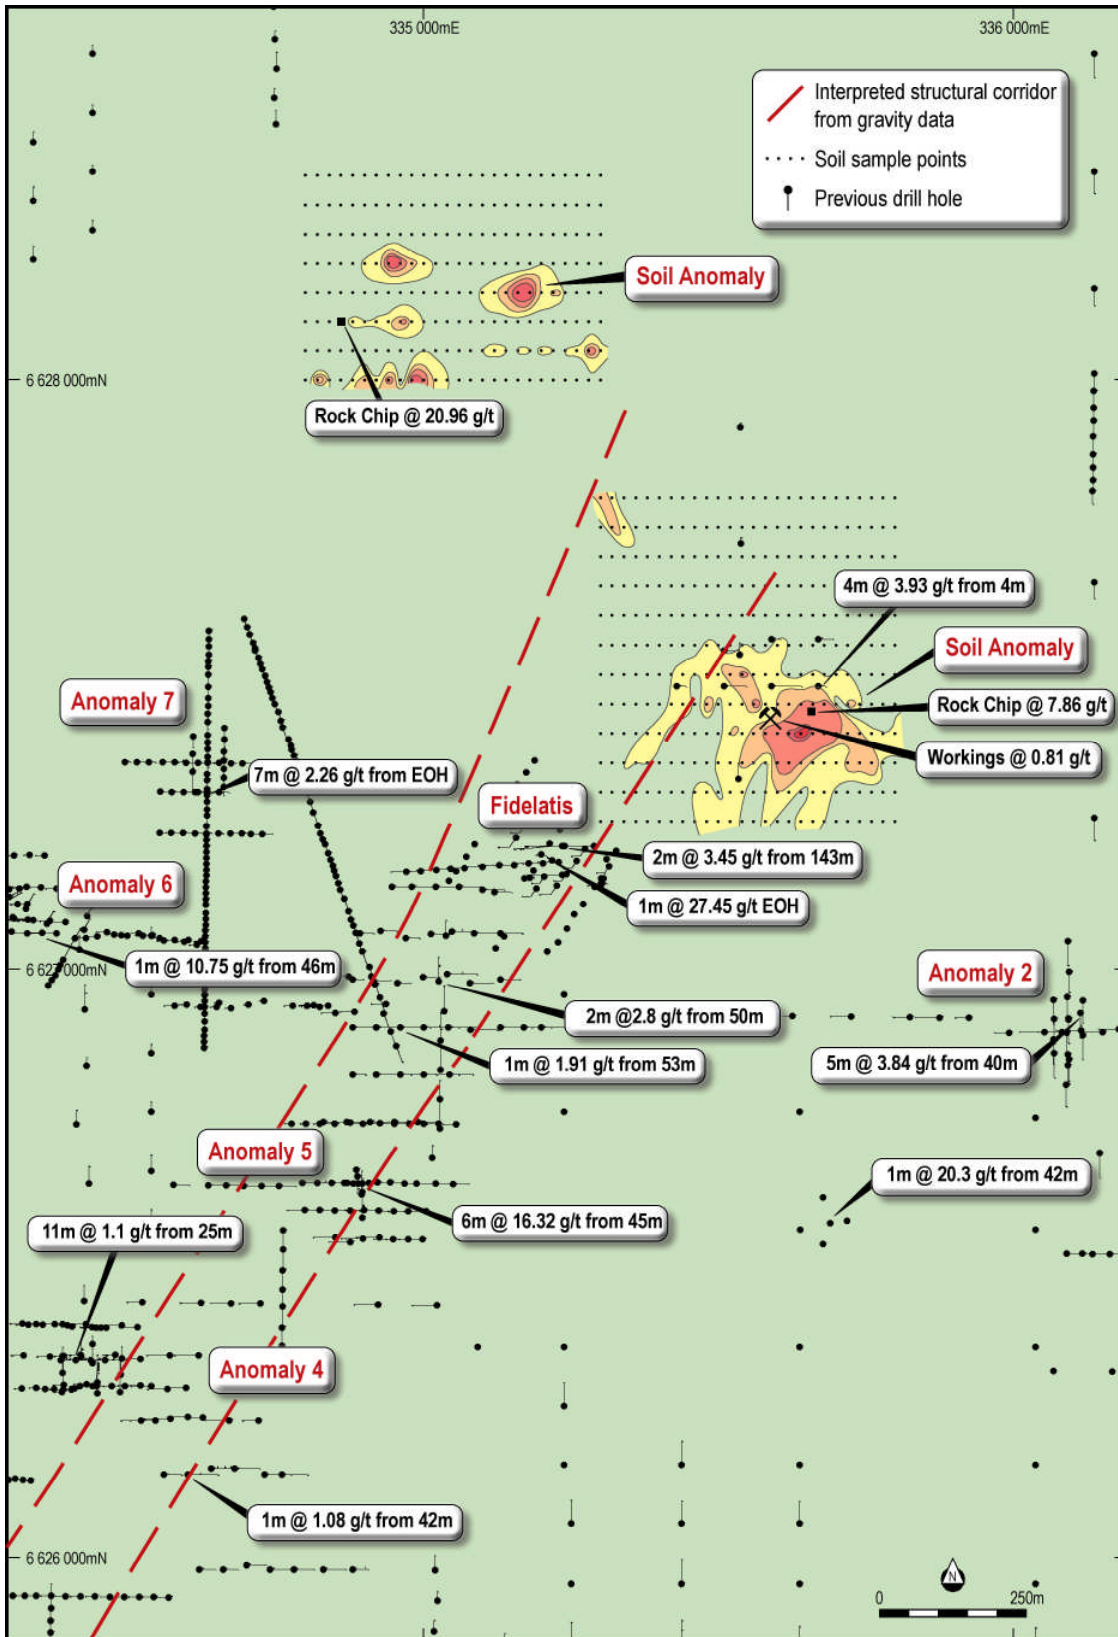 335 000mE
336 000mE
Interpreted structural corridor
from gravity data
Soil sample points
Previous drill hole
Soil Anomaly
6 628 000mN
Rock Chip @ 20.96 g/t
4m @ 3.93 g/t from 4m
Soil Anomaly
Anomaly 7
Rock Chip @ 7.86 g/t
Workings @ 0.81 g/t
7m @ 2.26 g/t from EOH
Fidelatis
2m @ 3.45 g/t from 143m
Anomaly 6
1m @ 27.45 g/t EOH
1m @ 10.75 g/t from 46m
6 627 000mN
Anomaly 2
2m @2.8 g/t from 50m
1m @ 1.91 g/t from 53m
5m @ 3.84 g/t from 40m
Anomaly 5
1m @ 20.3 g/t from 42m
6m @ 16.32 g/t from 45m
11m @ 1.1 g/t from 25m
Anomaly 4
1m @ 1.08 g/t from 42m
6 626 000mN
N
0
250m